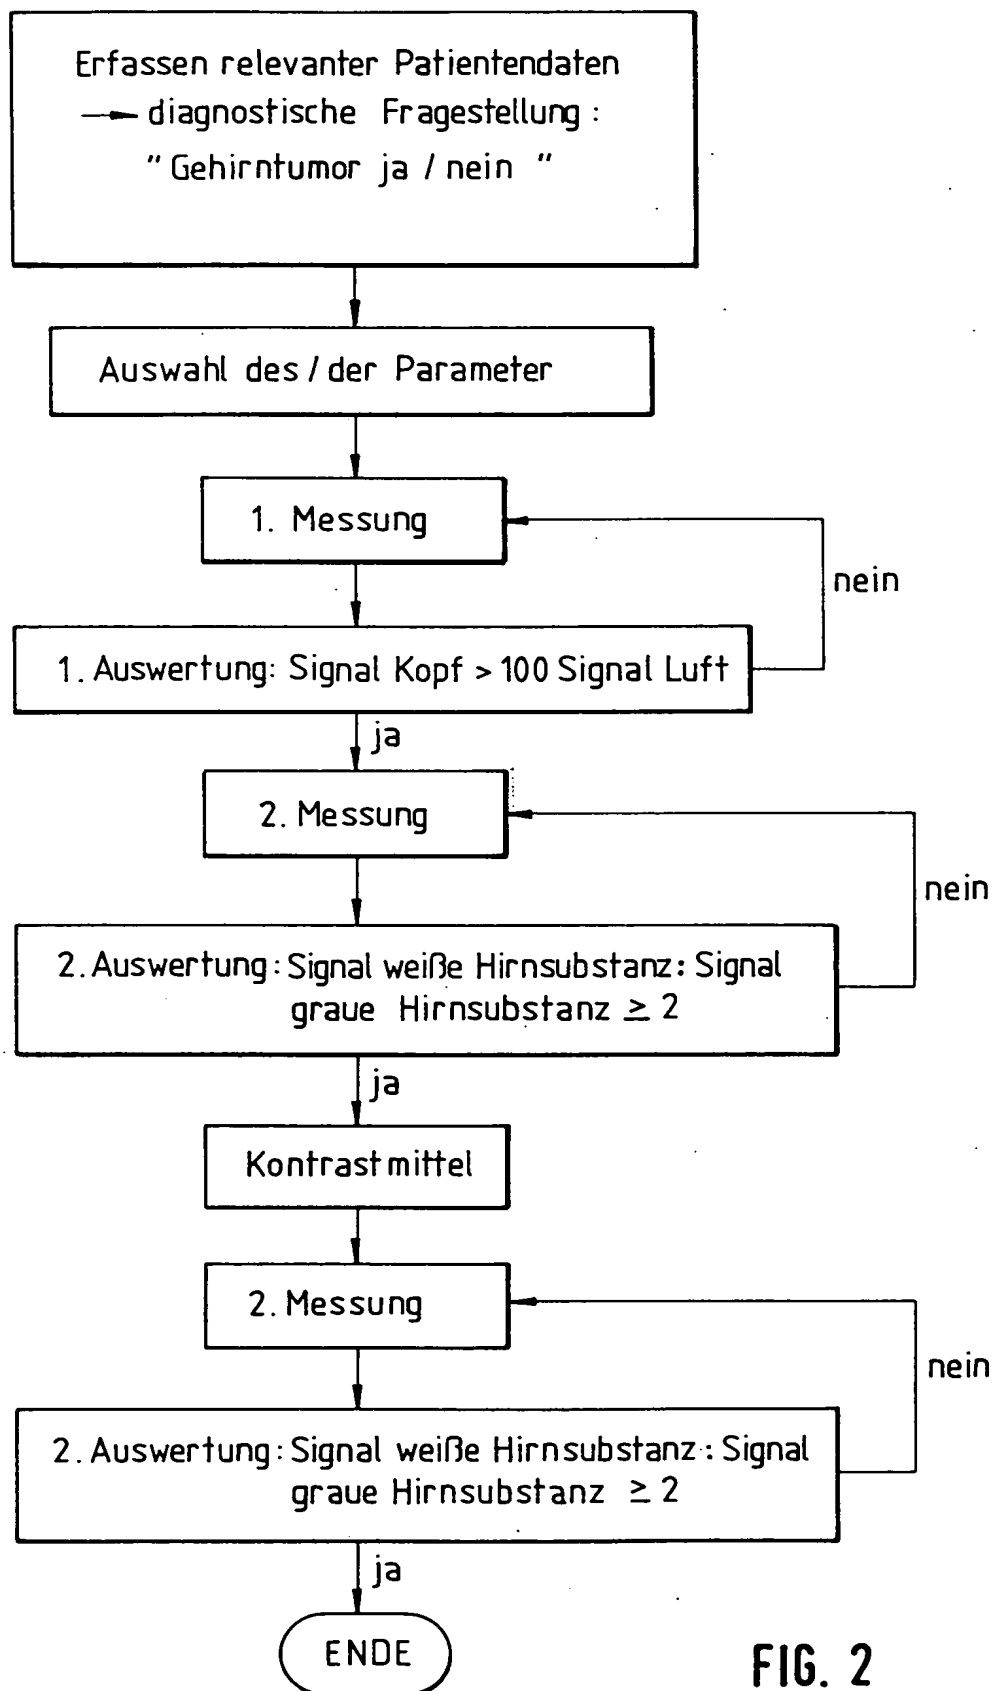 Erfassen relevanter Patientendaten
→ diagnostische Fragestellung :
" Gehirntumor ja / nein "
Auswahl des / der Parameter
1. Messung
nein
1. Auswertung: Signal Kopf > 100 Signal Luft
ja
2. Messung
nein
2. Auswertung: Signal weiße Hirnsubstanz: Signal
graue Hirnsubstanz ≥ 2
ja
Kontrastmittel
2. Messung
nein
2. Auswertung: Signal weiße Hirnsubstanz: Signal
graue Hirnsubstanz ≥ 2
ja
ENDE
FIG. 2